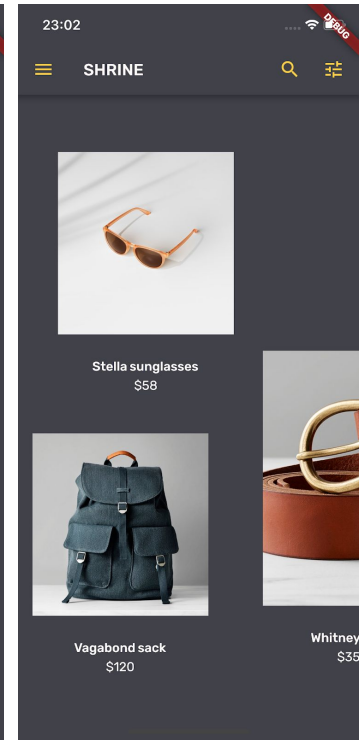 23:02
DEBUG
SHRINE
Stella sunglasses
$58
Vagabond sack
$120
Whitney
$35